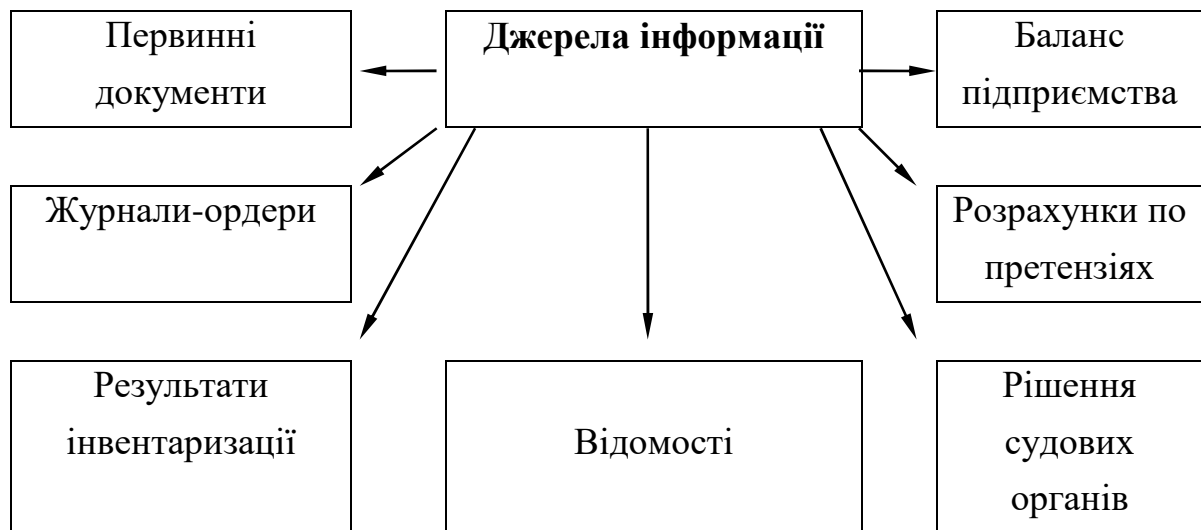 Первинні
документи
Джерела інформації
Баланс
підприємства
Журнали-ордери
Розрахунки по
претензіях
Результати
інвентаризації
Відомості
Рішення
судових
органів